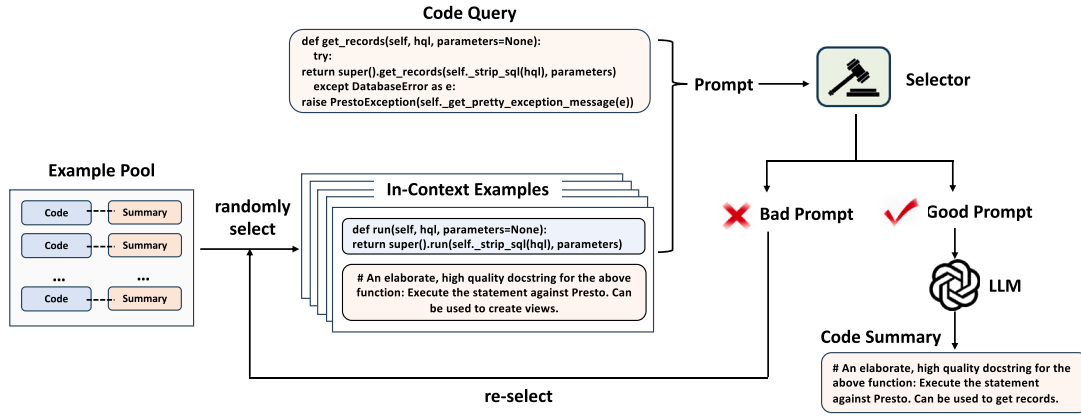 Code Query
def get_records(self, hql, parameters=None):
try:
return super().get_records(self._strip_sql(hql), parameters)
except DatabaseError as e:
raise PrestoException(self._get_pretty_exception_message(e))
Prompt
Selector
Example Pool
Code
Summary
Code
Summary
...
...
Code
Summary
randomly
select
In-Context Examples
def run(self, hql, parameters=None):
return super().run(self._strip_sql(hql), parameters)
# An elaborate, high quality docstring for the above
function: Execute the statement against Presto. Can
be used to create views.
Bad Prompt
Good Prompt
LLM
Code Summary
# An elaborate, high quality docstring for the
above function: Execute the statement
against Presto. Can be used to get records.
re-select